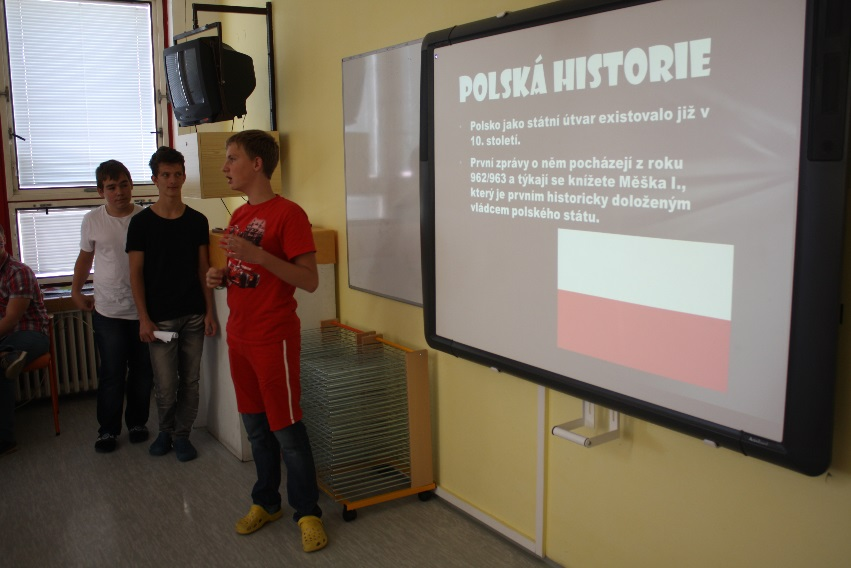 POLSKÁ HISTORIE
Polsko jako státní útvar existovalo již v
10. století.
První zprávy o něm pocházejí z roku
962/963 a týkají se knížete Měška I.,
který je prvním historicky doloženým
vládcem polského státu.